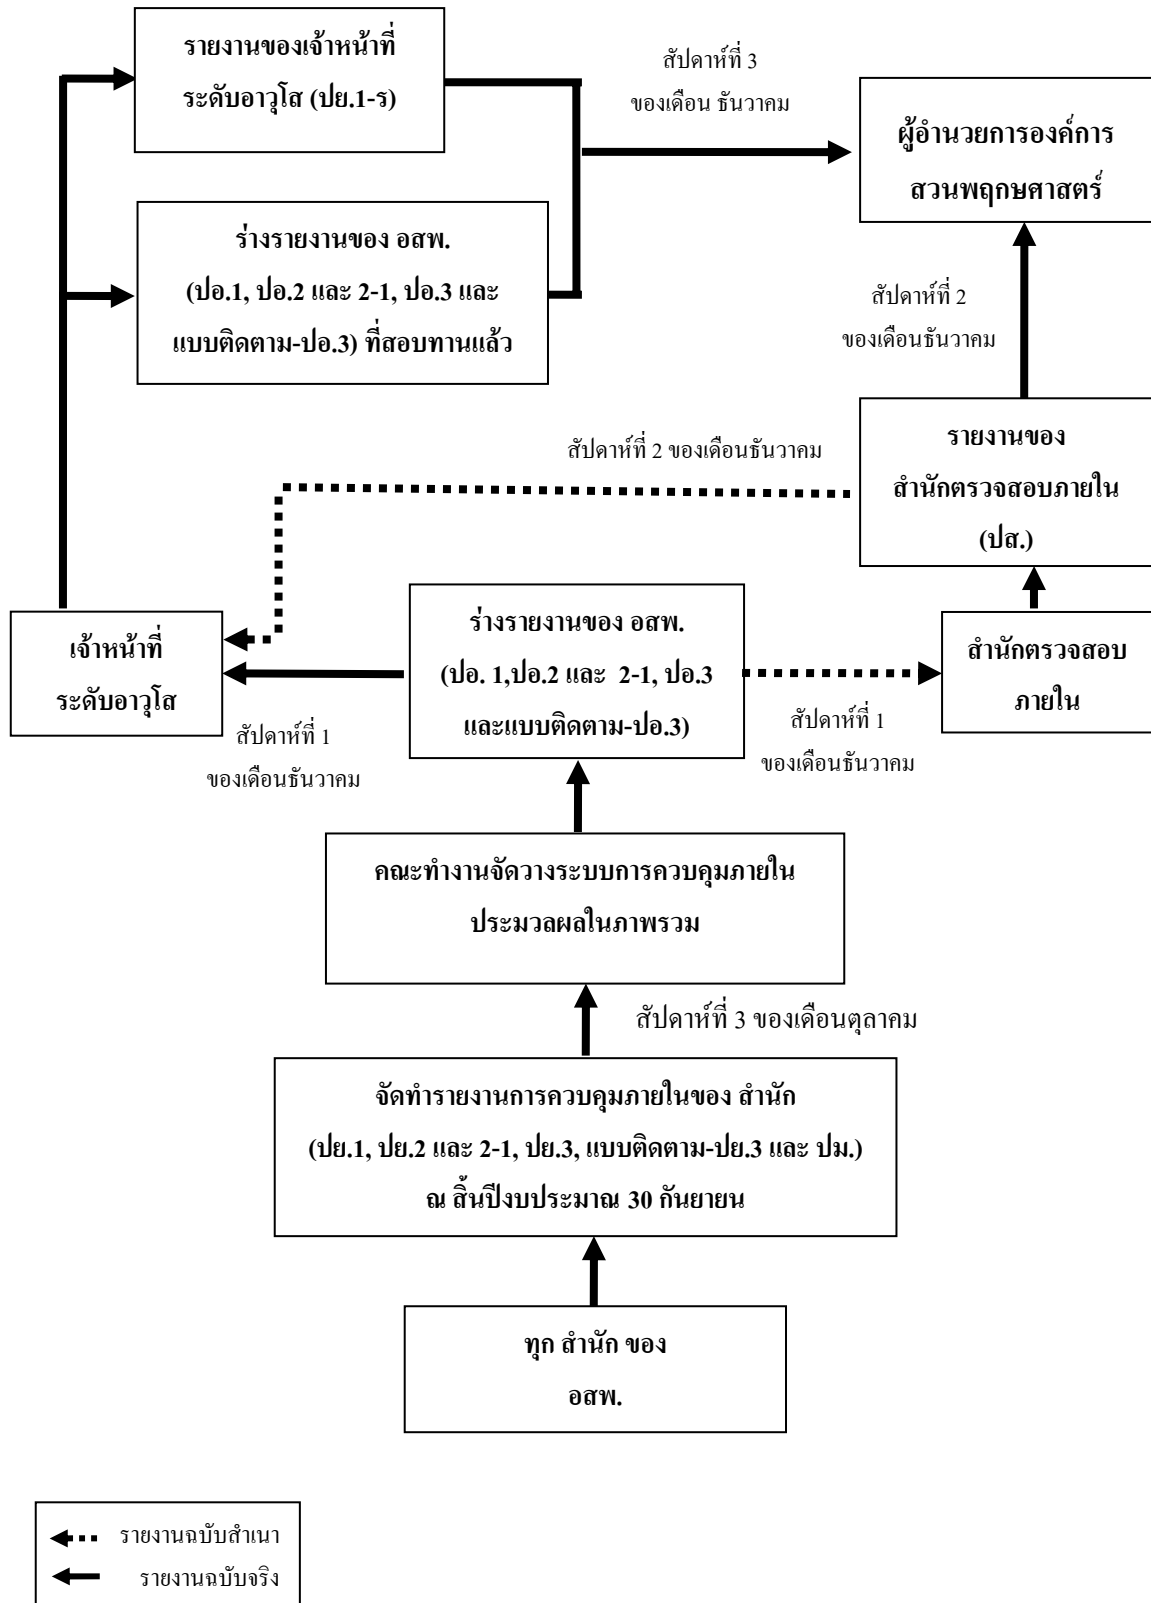 รายงานของเจ้าหน้าที่
ระดับอาวุโส (ปย.1-ร)
สัปดาห์ที่ 3
ของเดือน ธันวาคม
ผู้อำนวยการองค์การ
สวนพฤกษศาสตร์
ร่างรายงานของ อสพ.
(ปอ.1, ปอ.2 และ 2-1, ปอ.3 และ
แบบติดตาม-ปอ.3) ที่สอบทานแล้ว
สัปดาห์ที่ 2
ของเดือนธันวาคม
สัปดาห์ที่ 2 ของเดือนธันวาคม
รายงานของ
สำนักตรวจสอบภายใน
(ปส.)
เจ้าหน้าที่
ระดับอาวุโส
ร่างรายงานของ อสพ.
(ปอ. 1,ปอ.2 และ 2-1, ปอ.3
และแบบติดตาม-ปอ.3)
สำนักตรวจสอบ
ภายใน
สัปดาห์ที่ 1
ของเดือนธันวาคม
สัปดาห์ที่ 1
ของเดือนธันวาคม
คณะทำงานจัดวางระบบการควบคุมภายใน
ประมวลผลในภาพรวม
สัปดาห์ที่ 3 ของเดือนตุลาคม
จัดทำรายงานการควบคุมภายในของ สำนัก
(ปย.1, ปย.2 และ 2-1, ปย.3, แบบติดตาม-ปย.3 และ ปม.)
ณ สิ้นปีงบประมาณ 30 กันยายน
ทุก สำนัก ของ
อสพ.
รายงานฉบับสำเนา
รายงานฉบับจริง